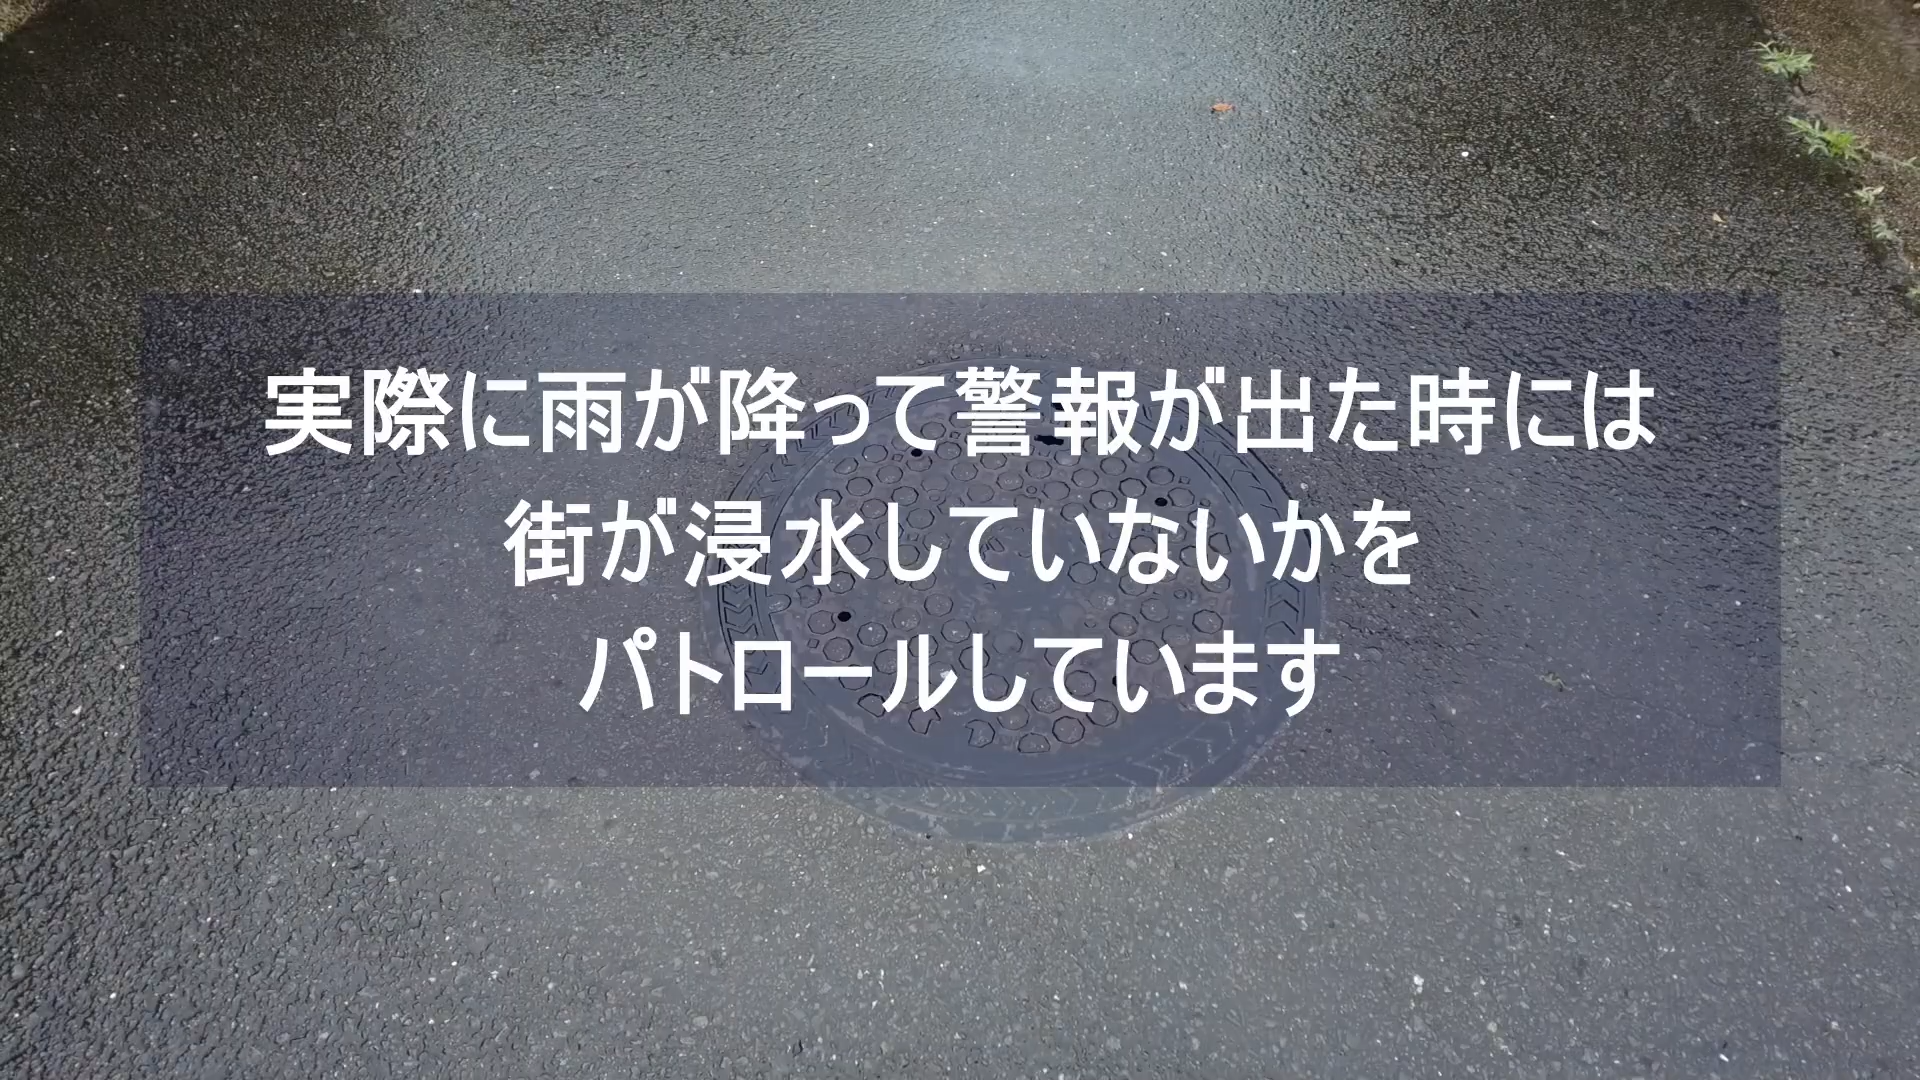 実際に雨が降って警報が出た時には
街が浸水していないかを
パトロールしています